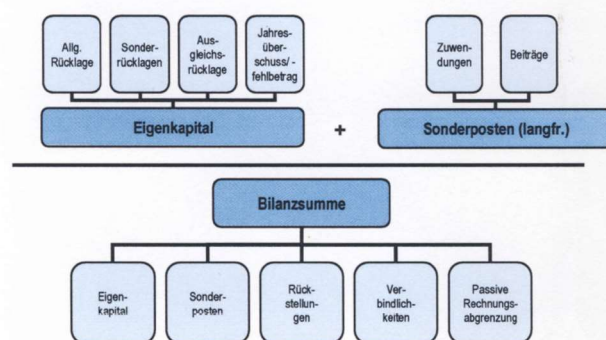 Allg.
Rücklage
Sonder-
rücklagen
Aus-
gleichs-
rücklage
Jahres-
über-
schuss/ -
fehlbetrag
Zuwen-
dungen
Beiträge
Eigenkapital
+
Sonderposten (langfr.)
Bilanzsumme
Eigen-
kapital
Sonder-
posten
Rück-
stellun-
gen
Ver-
bindlich-
keiten
Passive
Rechnungs-
abgrenzung